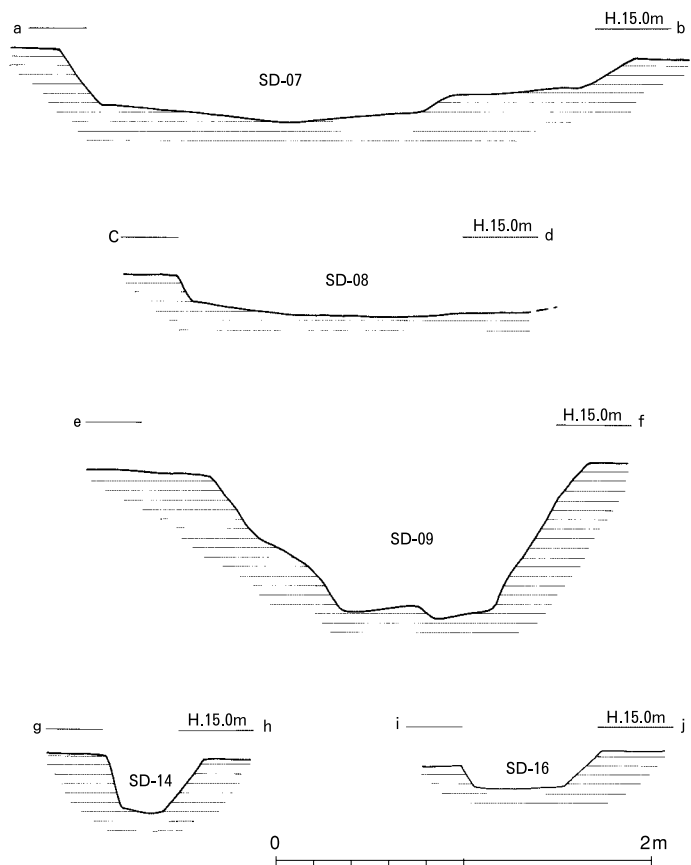 a H.15.0m b
SD-07
C H.15.0m d
SD-08
e H.15.0m f
SD-09
g H.15.0m h
SD-14
i H.15.0m j
SD-16
0 2m